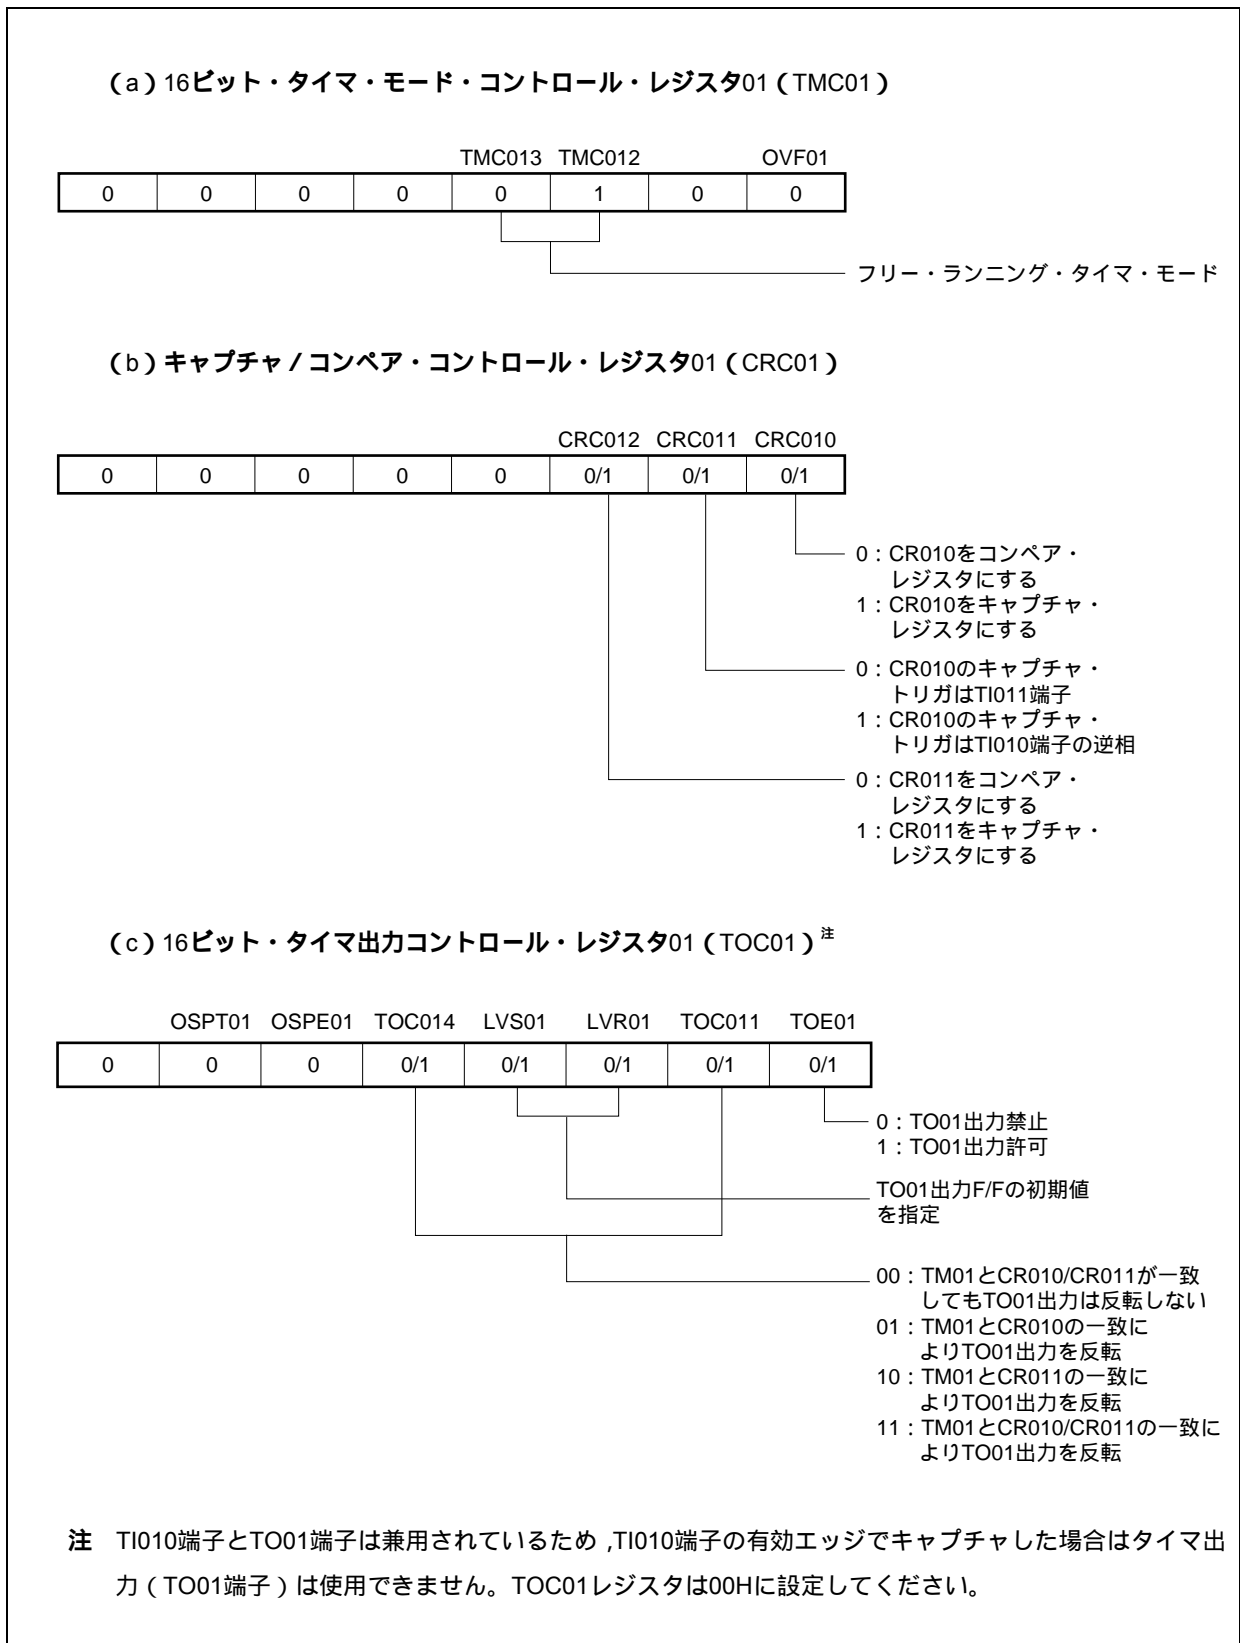 （a）16ビット・タイマ・モード・コントロール・レジスタ01（TMC01）
TMC013 TMC012 OVF01
0 0 0 0 0 1 0 0
フリー・ランニング・タイマ・モード
（b）キャプチャ／コンペア・コントロール・レジスタ01（CRC01）
CRC012 CRC011 CRC010
0 0 0 0 0 0/1 0/1 0/1
0：CR010をコンペア・
レジスタにする
1：CR010をキャプチャ・
レジスタにする
0：CR010のキャプチャ・
トリガはTI011端子
1：CR010のキャプチャ・
トリガはTI010端子の逆相
0：CR011をコンペア・
レジスタにする
1：CR011をキャプチャ・
レジスタにする
（c）16ビット・タイマ出力コントロール・レジスタ01（TOC01）注
OSPT01 OSPE01 TOC014 LVS01 LVR01 TOC011 TOE01
0 0 0 0/1 0/1 0/1 0/1 0/1
0：TO01出力禁止
1：TO01出力許可
TO01出力F/Fの初期値
を指定
00：TM01とCR010/CR011が一致
してもTO01出力は反転しない
01：TM01とCR010の一致に
よりTO01出力を反転
10：TM01とCR011の一致に
よりTO01出力を反転
11：TM01とCR010/CR011の一致に
よりTO01出力を反転
注 TI010端子とTO01端子は兼用されているため，TI010端子の有効エッジでキャプチャした場合はタイマ出
力（TO01端子）は使用できません。TOC01レジスタは00Hに設定してください。